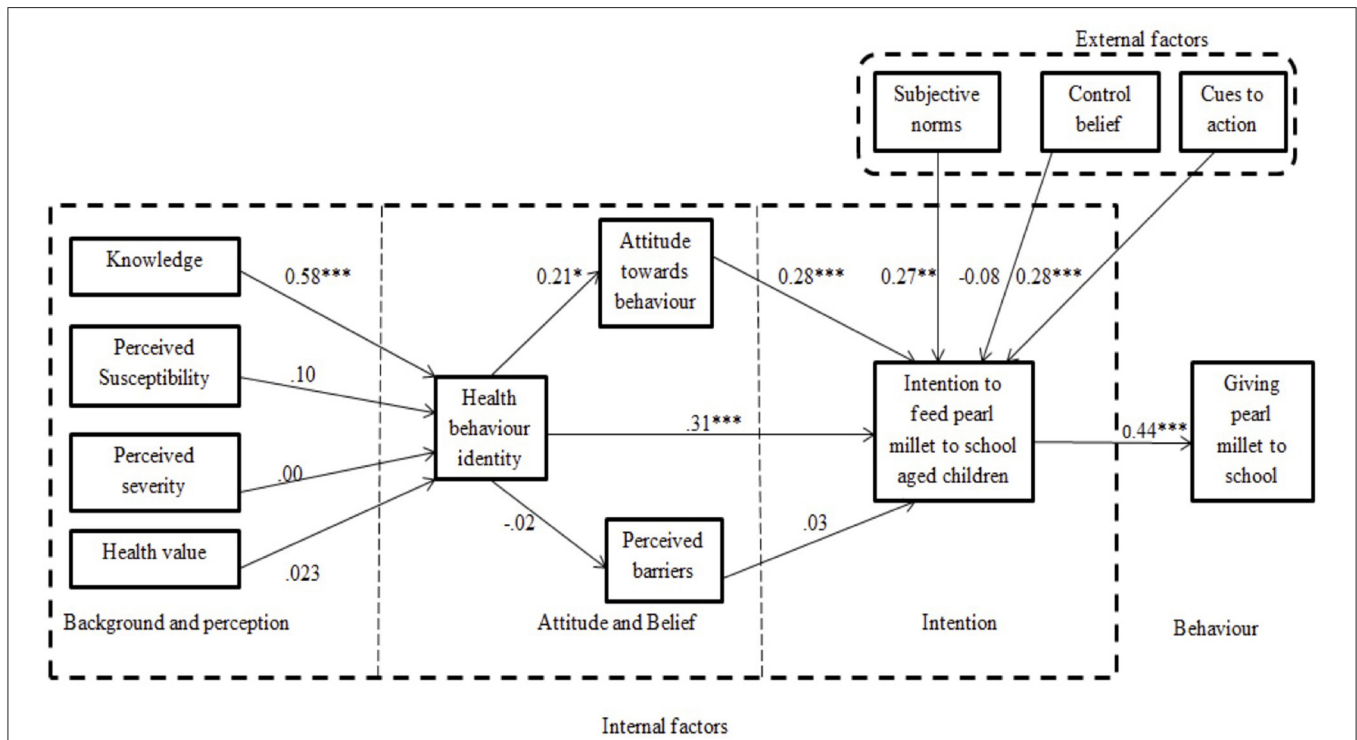 External factors
Subjective
norms
Control
belief
Cues to
action
Knowledge
0.58***
Perceived
Susceptibility
.10
Perceived
severity
.00
Health value
.023
Background and perception
Health
behaviour
identity
0.21*
Attitude
towards
behaviour
-.02
Perceived
barriers
Attitude and Belief
0.28***
0.27**
-0.08
0.28***
.31***
.03
Intention to
feed pearl
millet to school
aged children
Intention
0.44***
Giving
pearl
millet to
school
Behaviour
Internal factors